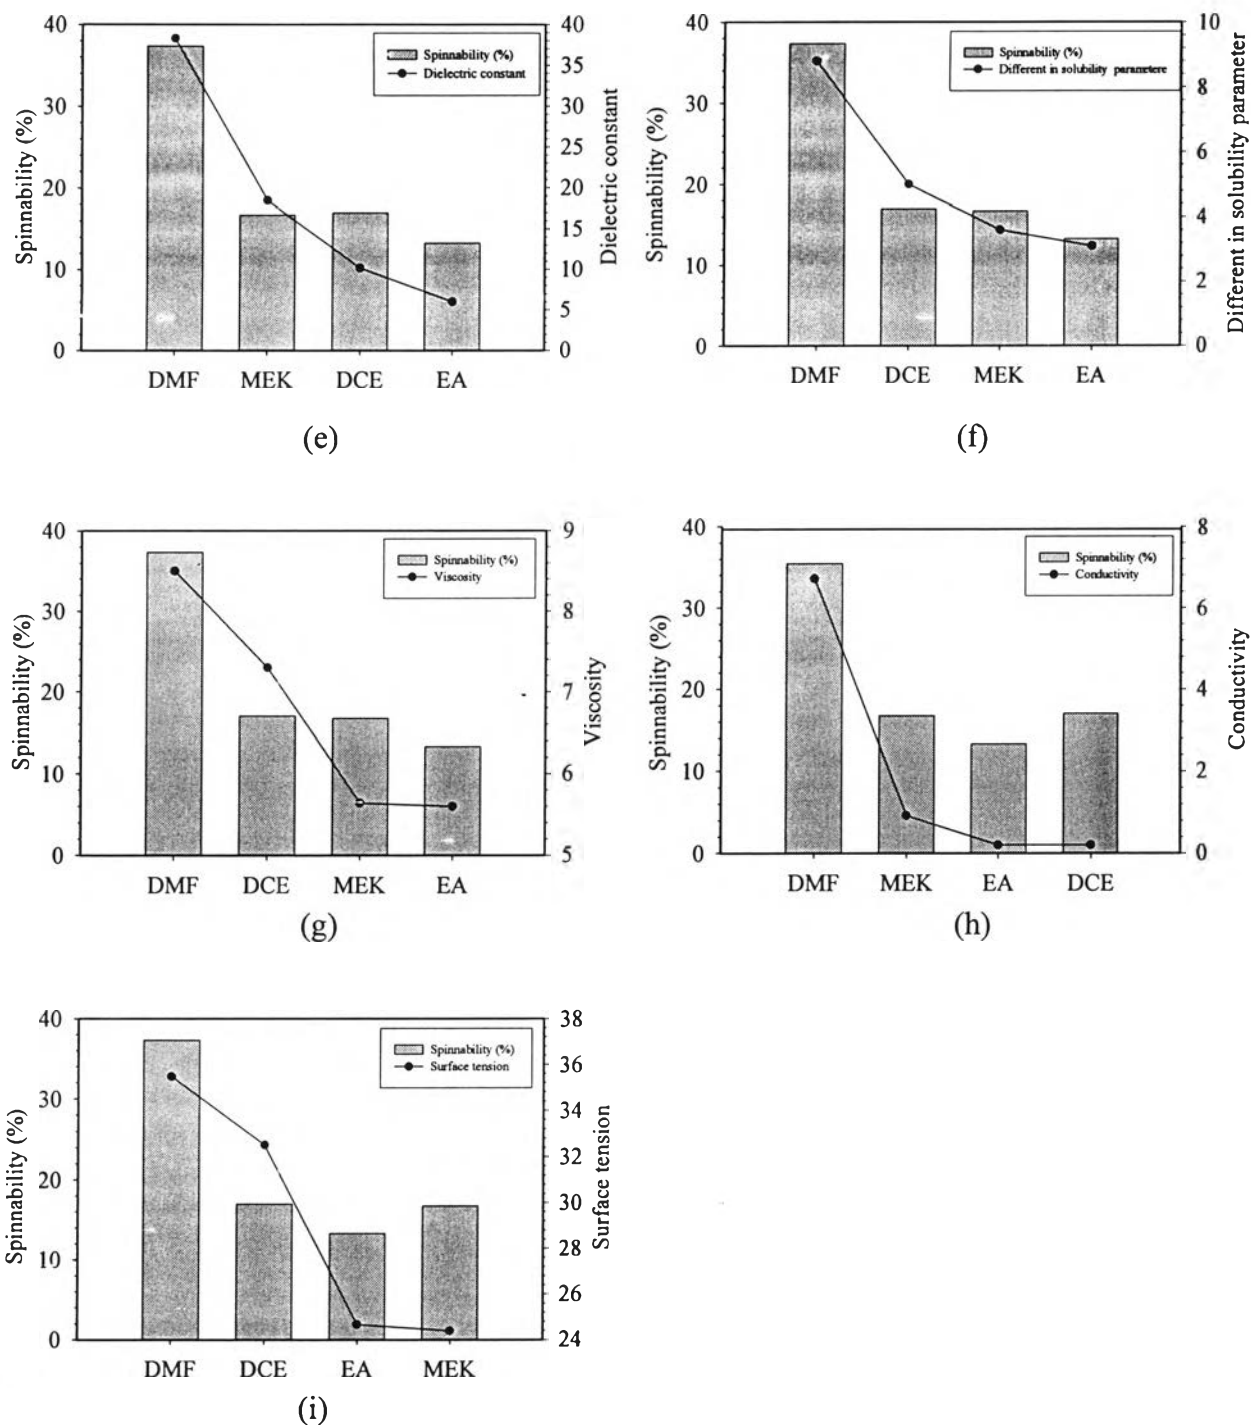 40
30
20
10
0
Spinnability (%)
Spinnability (%)
Dielectric constant
40
35
30
25
20
15
10
5
0
Dielectric constant
DMF MEK DCE EA
(e)
40
30
20
10
0
Spinnability (%)
Spinnability (%)
Different in solubility parametere
10
8
6
4
2
0
Different in solubility parameter
DMF DCE MEK EA
(f)
40
30
20
10
0
Spinnability (%)
Spinnability (%)
Viscosity
9
8
7
6
5
Viscosity
DMF DCE MEK EA
(g)
40
30
20
10
0
Spinnability (%)
Spinnability (%)
Conductivity
8
6
4
2
0
Conductivity
DMF MEK EA DCE
(h)
40
30
20
10
0
Spinnability (%)
Spinnability (%)
Surface tension
38
36
34
32
30
28
26
24
Surface tension
DMF DCE EA MEK
(i)